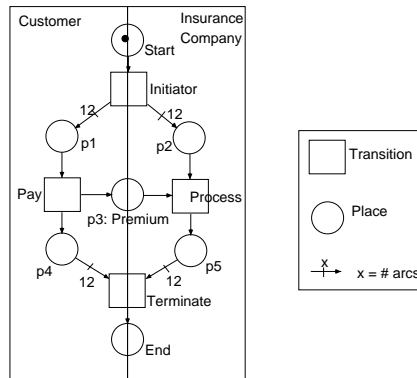 Customer
Insurance
Company
Start
Initiator
12
12
p1
p2
Pay
Process
p3: Premium
p4
p5
12
12
Terminate
End
Transition
Place
x
x = # arcs